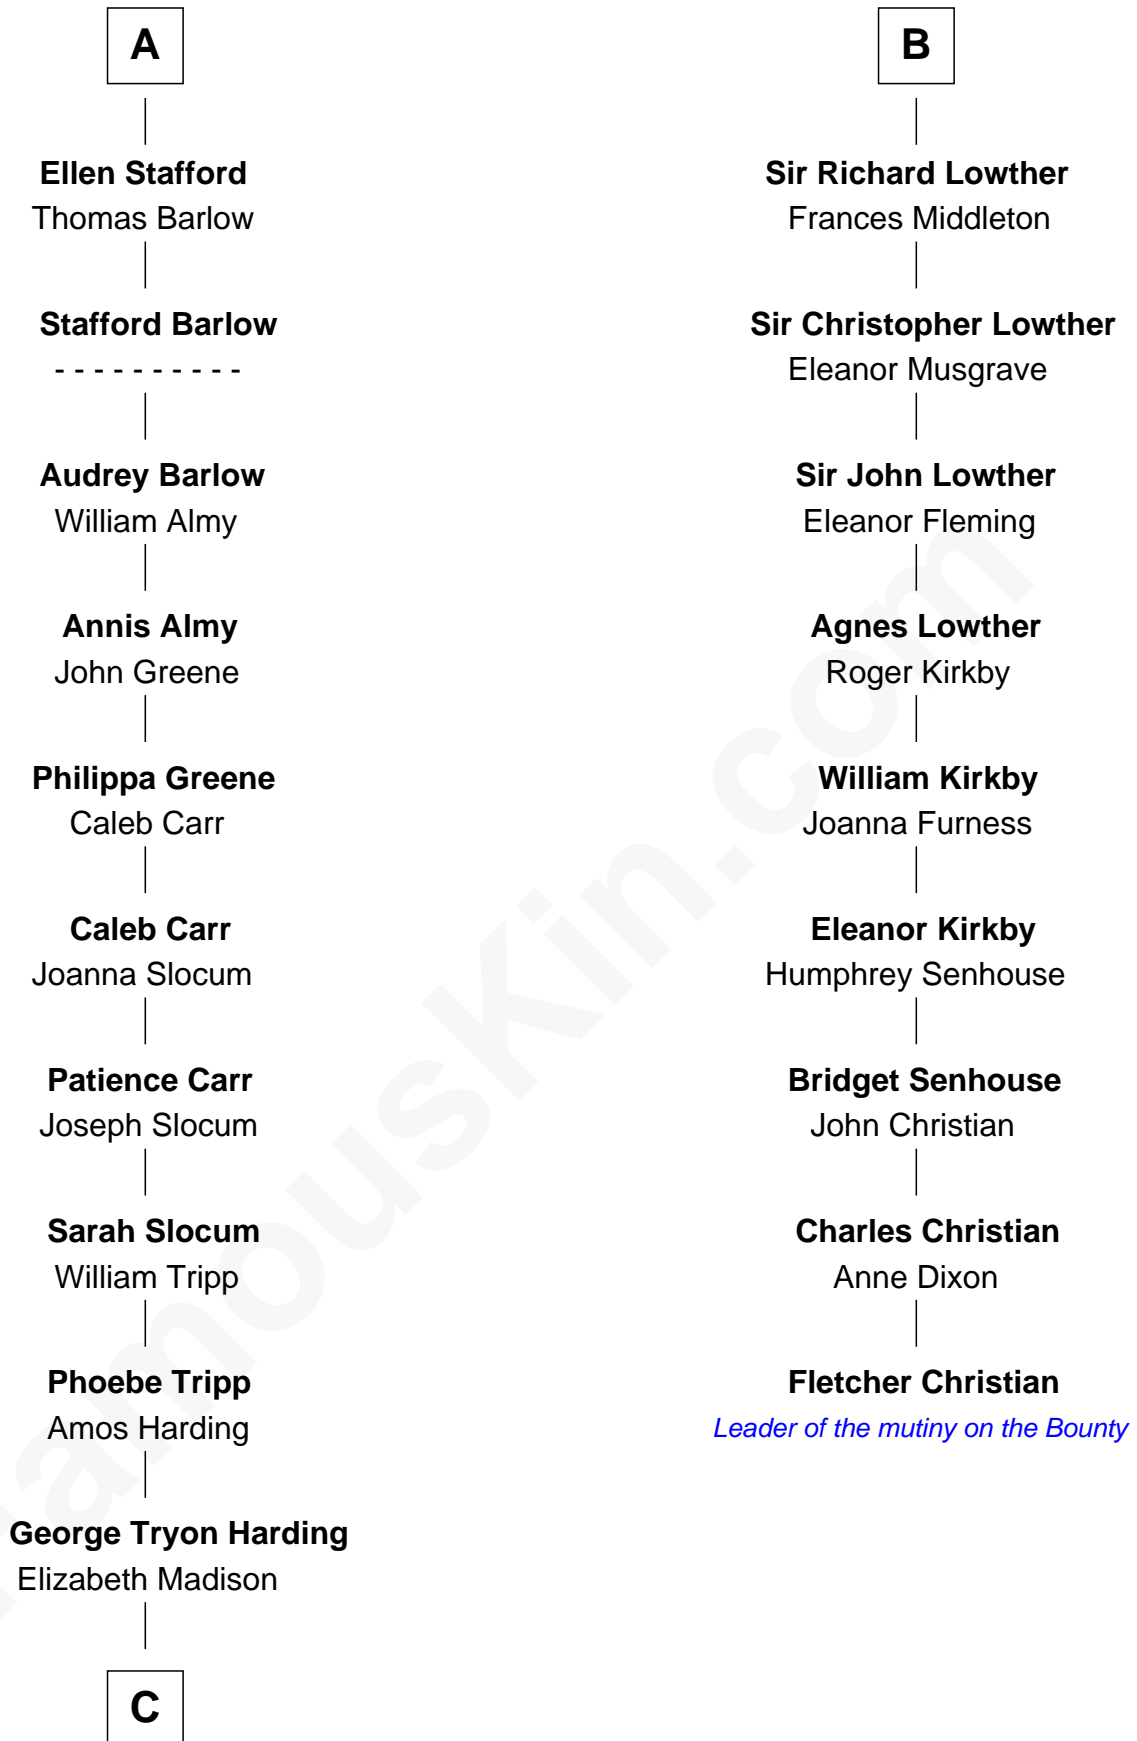 A
Ellen Stafford
Thomas Barlow
Stafford Barlow
- - - - - - - - - -
Audrey Barlow
William Almy
Annis Almy
John Greene
Philippa Greene
Caleb Carr
Caleb Carr
Joanna Slocum
Patience Carr
Joseph Slocum
Sarah Slocum
William Tripp
Phoebe Tripp
Amos Harding
George Tryon Harding
Elizabeth Madison
C
B
Sir Richard Lowther
Frances Middleton
Sir Christopher Lowther
Eleanor Musgrave
Sir John Lowther
Eleanor Fleming
Agnes Lowther
Roger Kirkby
William Kirkby
Joanna Furness
Eleanor Kirkby
Humphrey Senhouse
Bridget Senhouse
John Christian
Charles Christian
Anne Dixon
Fletcher Christian
Leader of the mutiny on the Bounty
FamousKin.com